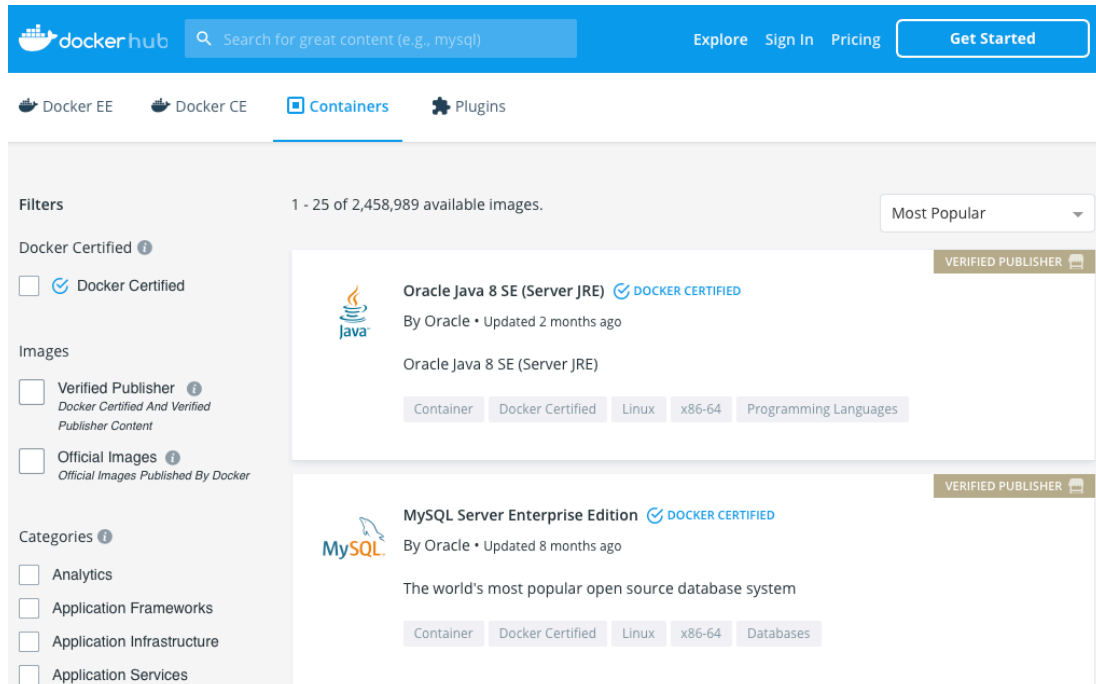 dockerhub Search for great content (e.g., mysql) Explore Sign In Pricing Get Started
Docker EE Docker CE Containers Plugins
Filters
1 - 25 of 2,458,989 available images.
Most Popular
Docker Certified
Docker Certified
Images
Verified Publisher
Docker Certified And Verified
Publisher Content
Official Images
Official Images Published By Docker
Categories
Analytics
Application Frameworks
Application Infrastructure
Application Services
VERIFIED PUBLISHER
Java
Oracle Java 8 SE (Server JRE) DOCKER CERTIFIED
By Oracle • Updated 2 months ago
Oracle Java 8 SE (Server JRE)
Container Docker Certified Linux x86-64 Programming Languages
VERIFIED PUBLISHER
MySQL
MySQL Server Enterprise Edition DOCKER CERTIFIED
By Oracle • Updated 8 months ago
The world's most popular open source database system
Container Docker Certified Linux x86-64 Databases